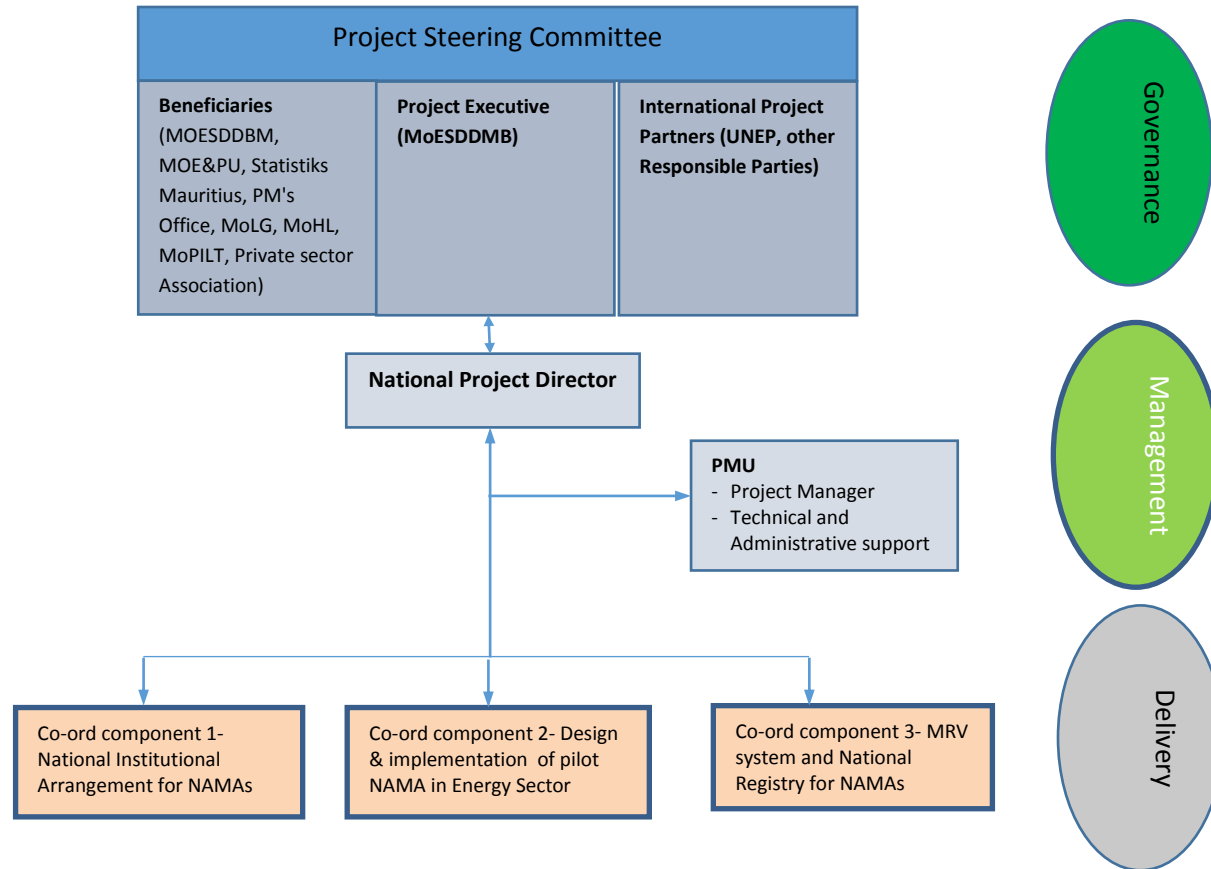 Project Steering Committee
Beneficiaries
(MOESDDBM,
MOE&PU, Statistiks
Mauritius, PM's
Office, MoLG, MoHL,
MoPILT, Private sector
Association)
Project Executive
(MoESDDMB)
International Project
Partners (UNEP, other
Responsible Parties)
Governance
National Project Director
Management
PMU
- Project Manager
- Technical and
Administrative support
Delivery
Co-ord component 1-
National Institutional
Arrangement for NAMAs
Co-ord component 2- Design
& implementation of pilot
NAMA in Energy Sector
Co-ord component 3- MRV
system and National
Registry for NAMAs